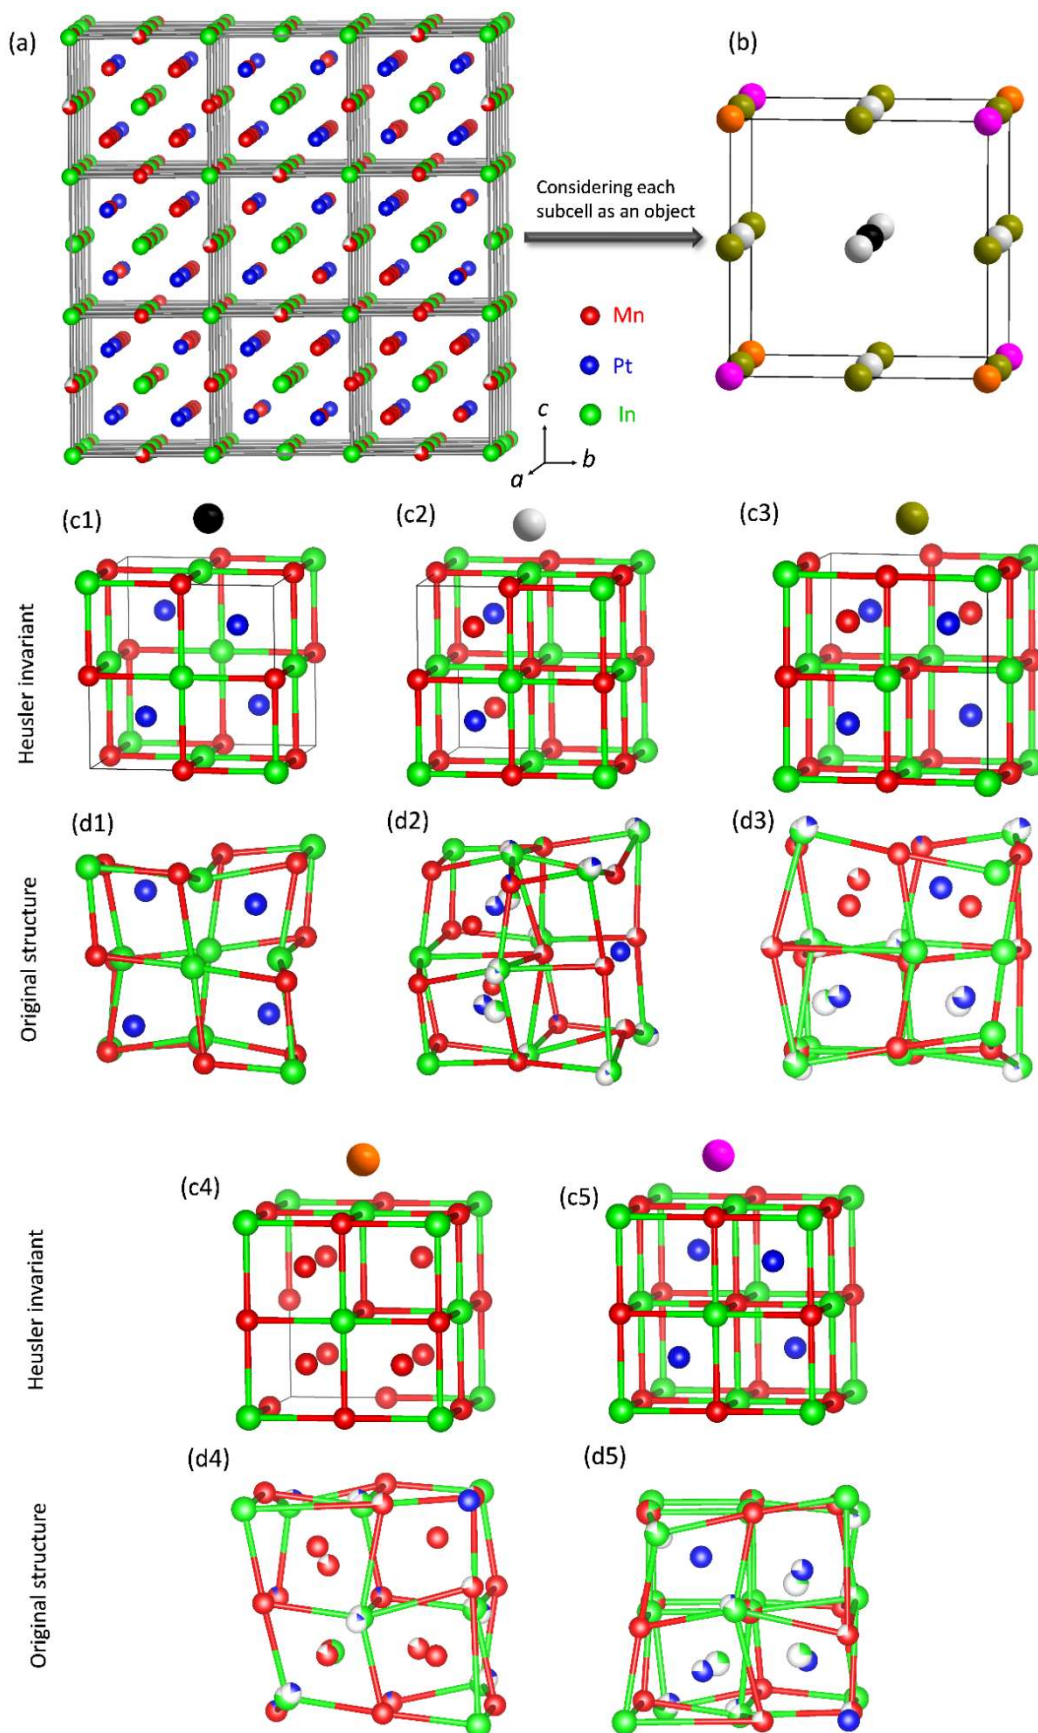 (a)
(b)
Considering each
subcell as an object
Mn
Pt
In
c
b
a
(c1)
(c2)
(c3)
Heusler invariant
(d1)
(d2)
(d3)
Original structure
(c4)
(c5)
Heusler invariant
(d4)
(d5)
Original structure